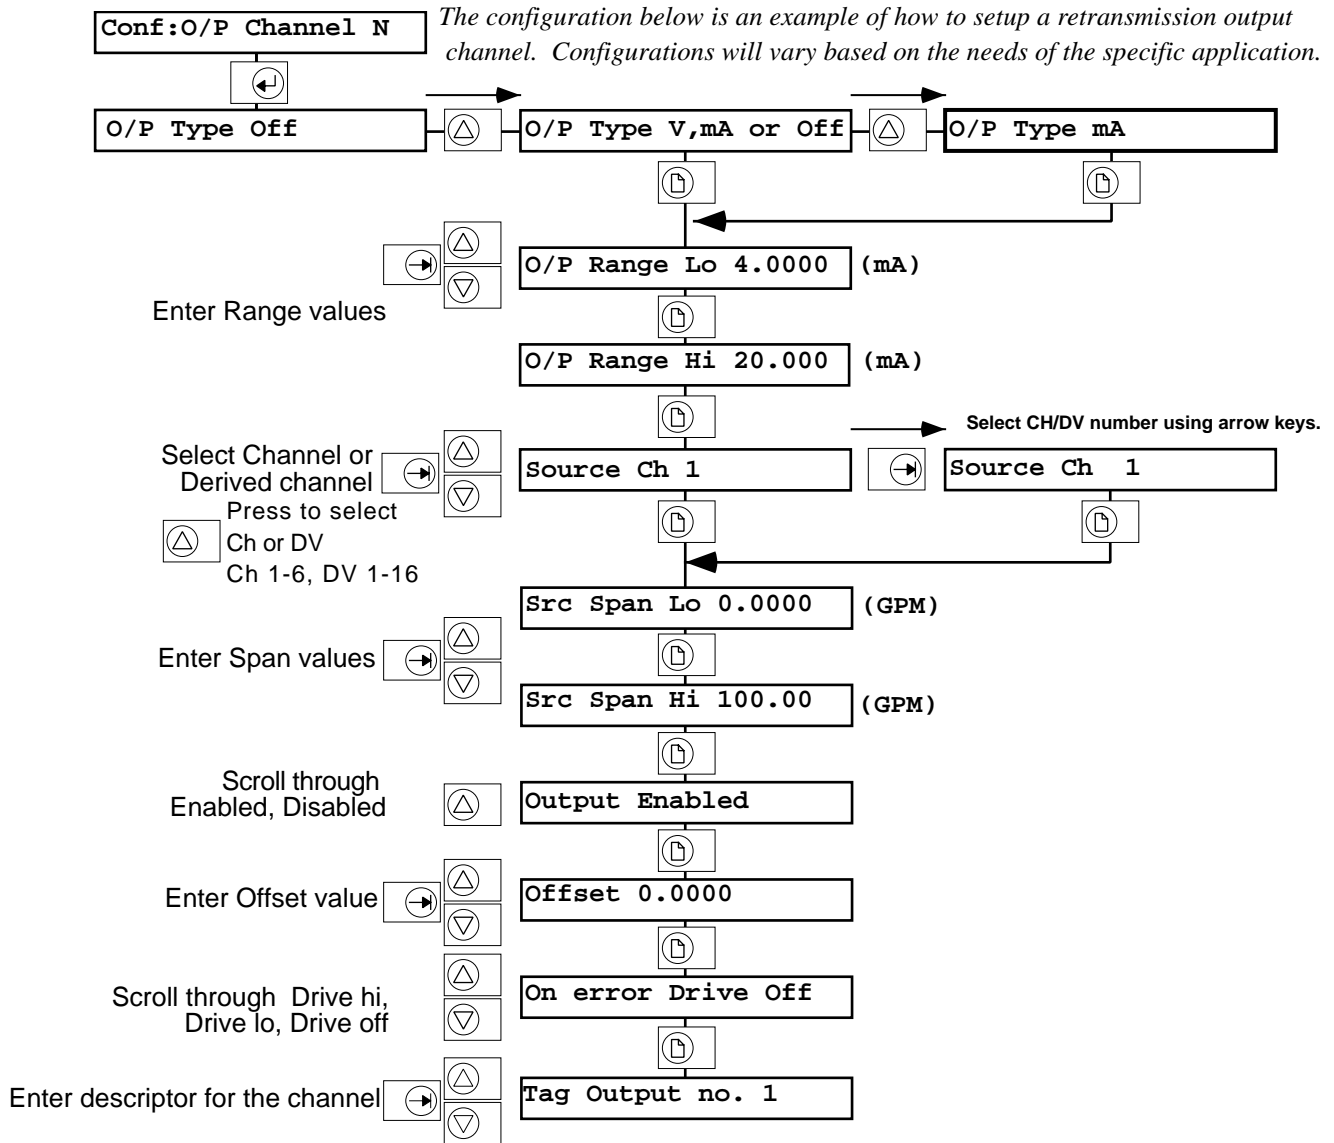 Conf:O/P Channel N
The configuration below is an example of how to setup a retransmission output
channel. Configurations will vary based on the needs of the specific application.
O/P Type Off
O/P Type V,mA or Off
O/P Type mA
O/P Range Lo 4.0000
(mA)
Enter Range values
O/P Range Hi 20.000
(mA)
Select CH/DV number using arrow keys.
Select Channel or
Derived channel
Source Ch 1
Source Ch 1
Press to select
Ch or DV
Ch 1-6, DV 1-16
Src Span Lo 0.0000
(GPM)
Enter Span values
Src Span Hi 100.00
(GPM)
Scroll through
Enabled, Disabled
Output Enabled
Enter Offset value
Offset 0.0000
Scroll through Drive hi,
Drive lo, Drive off
On error Drive Off
Enter descriptor for the channel
Tag Output no. 1